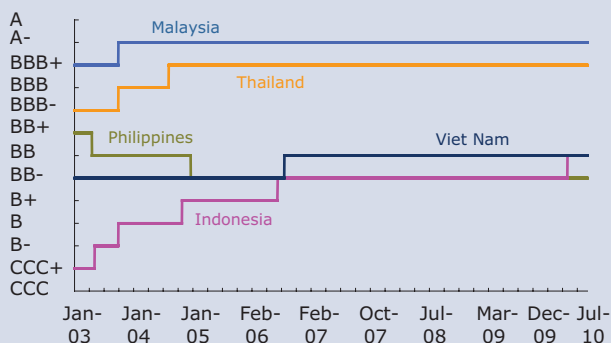 A
A-
BBB+
BBB
BBB-
BB+
BB
BB-
B+
B
B-
CCC+
CCC
Malaysia
Thailand
Philippines
Viet Nam
Indonesia
Jan- Jan- Jan- Feb- Feb- Oct- Jul- Mar- Dec- Jul-
03 04 05 06 07 07 08 09 09 10